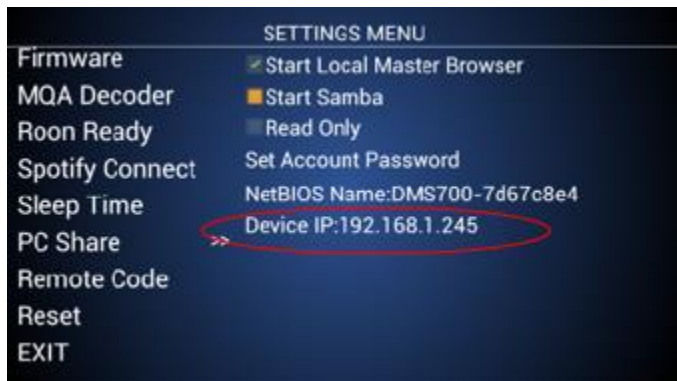 SETTINGS MENU
Firmware
MQA Decoder
Roon Ready
Spotify Connect
Sleep Time
PC Share >>
Remote Code
Reset
EXIT
Start Local Master Browser
Start Samba
Read Only
Set Account Password
NetBIOS Name:DMS700-7d67c8e4
Device IP:192.168.1.245